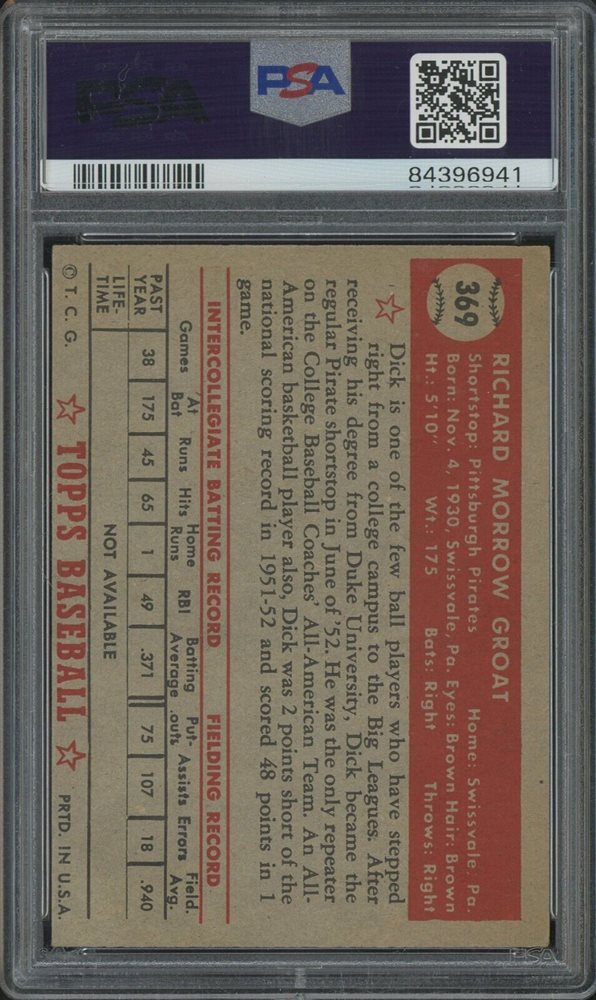 PSA
PSA
84396941
369
RICHARD MORROW GROAT
Shortstop: Pittsburgh Pirates Home: Swissvale, Pa.
Born: Nov. 4, 1930, Swissvale, Pa. Eyes: Brown Hair: Brown
Ht.: 5'10" Wt.: 175 Bats: Right Throws: Right
Dick is one of the few ball players who have stepped
right from a college campus to the Big Leagues. After
receiving his degree from Duke University, Dick became the
regular Pirate shortstop in June of '52. He was the only repeater
on the College Baseball Coaches' All-American Team. An All-
American basketball player also, Dick was 2 points short of the
national scoring record in 1951-52 and scored 48 points in 1
game.
INTERCOLLEGIATE BATTING RECORD FIELDING RECORD
Games At Bat Runs Hits Home Runs RBI Batting Average Put-outs Assists Errors Field. Avg.
PAST YEAR 38 175 45 65 1 49 .371 75 107 18 .940
LIFE-TIME NOT AVAILABLE
© T. C. G. TOPPS BASEBALL PRTD. IN U.S.A.
PSA